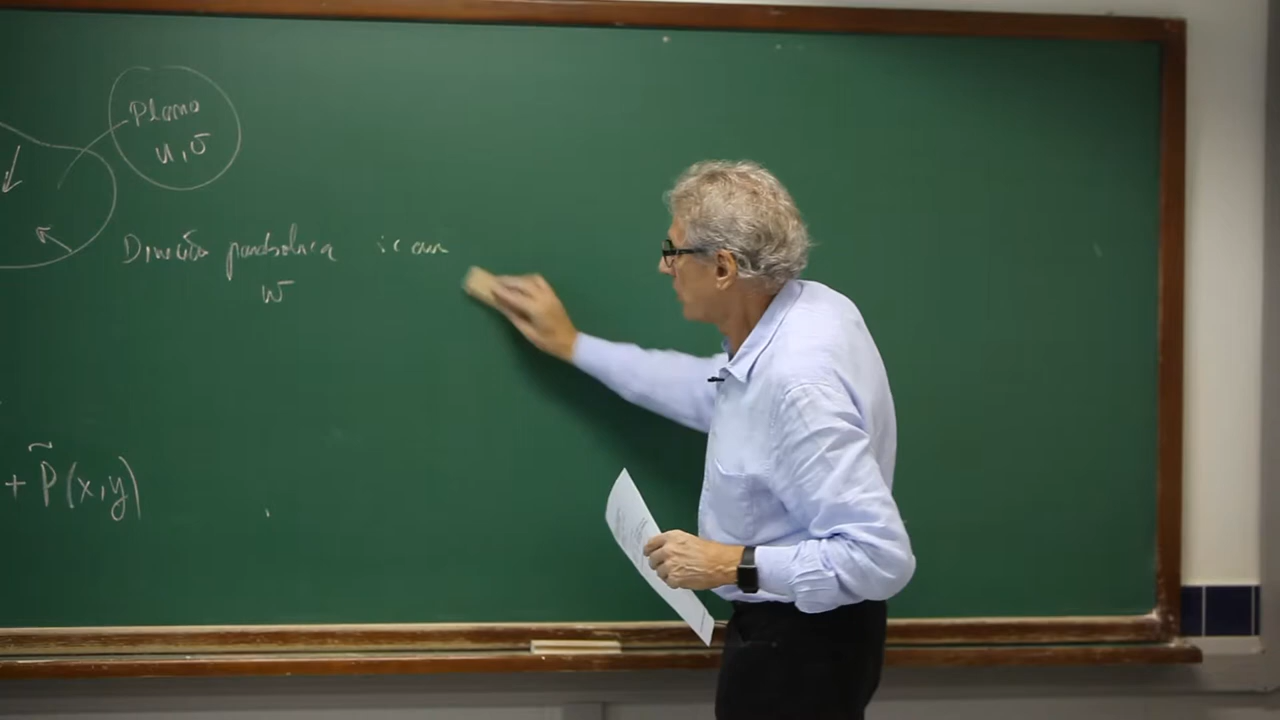 Plano
u, v
Direção parabólica
w
+ P̃(x,y)